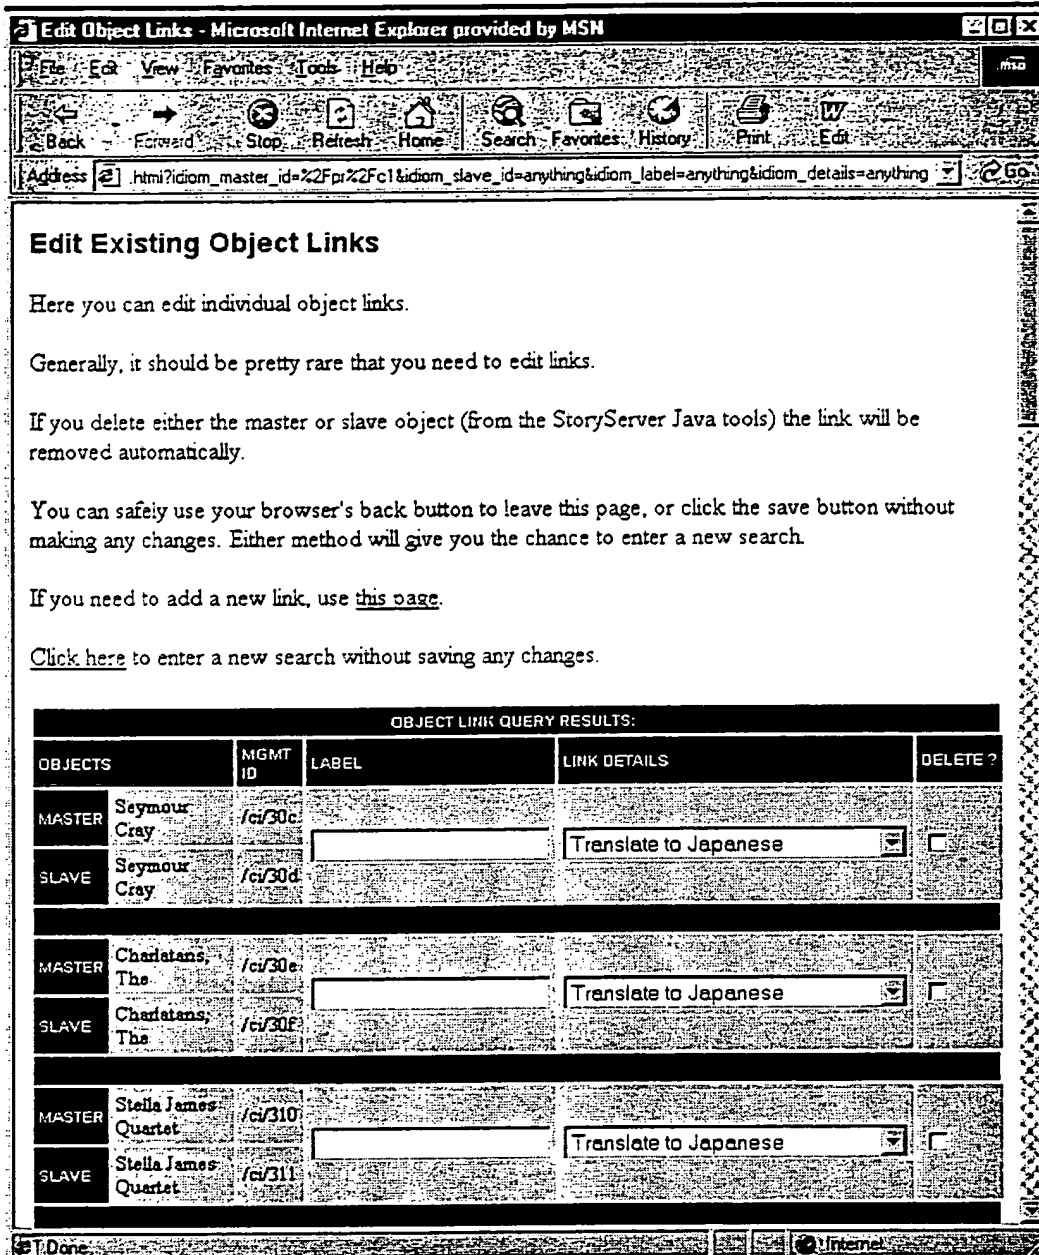 Edit Object Links - Microsoft Internet Explorer provided by MSN
File Edit View Favorites Tools Help
msn
Back Forward Stop Refresh Home Search Favorites History Print Edit
Address .html?idiom_master_id=%2Fpr%2Fc1&idiom_slave_id=anything&idiom_label=anything&idiom_details=anything Go
Edit Existing Object Links
Here you can edit individual object links.
Generally, it should be pretty rare that you need to edit links.
If you delete either the master or slave object (from the StoryServer Java tools) the link will be
removed automatically.
You can safely use your browser's back button to leave this page, or click the save button without
making any changes. Either method will give you the chance to enter a new search.
If you need to add a new link, use this page.
Click here to enter a new search without saving any changes.
OBJECT LINK QUERY RESULTS:
OBJECTS MGMT ID LABEL LINK DETAILS DELETE ?
MASTER Seymour Cray /ci/30c
Translate to Japanese
SLAVE Seymour Cray /ci/30d
MASTER Charlatans, The /ci/30e
Translate to Japanese
SLAVE Charlatans, The /ci/30f
MASTER Stella James Quartet /ci/310
Translate to Japanese
SLAVE Stella James Quartet /ci/311
Done Internet